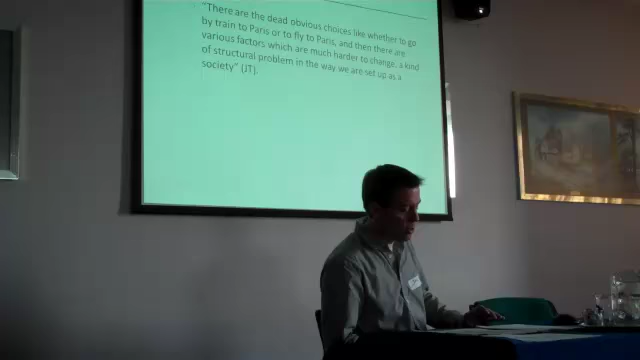 "There are the dead obvious choices like whether to go
by train to Paris or to fly to Paris, and then there are
various factors which are much harder to change, a kind
of structural problem in the way we are set up as a
society" (JT).